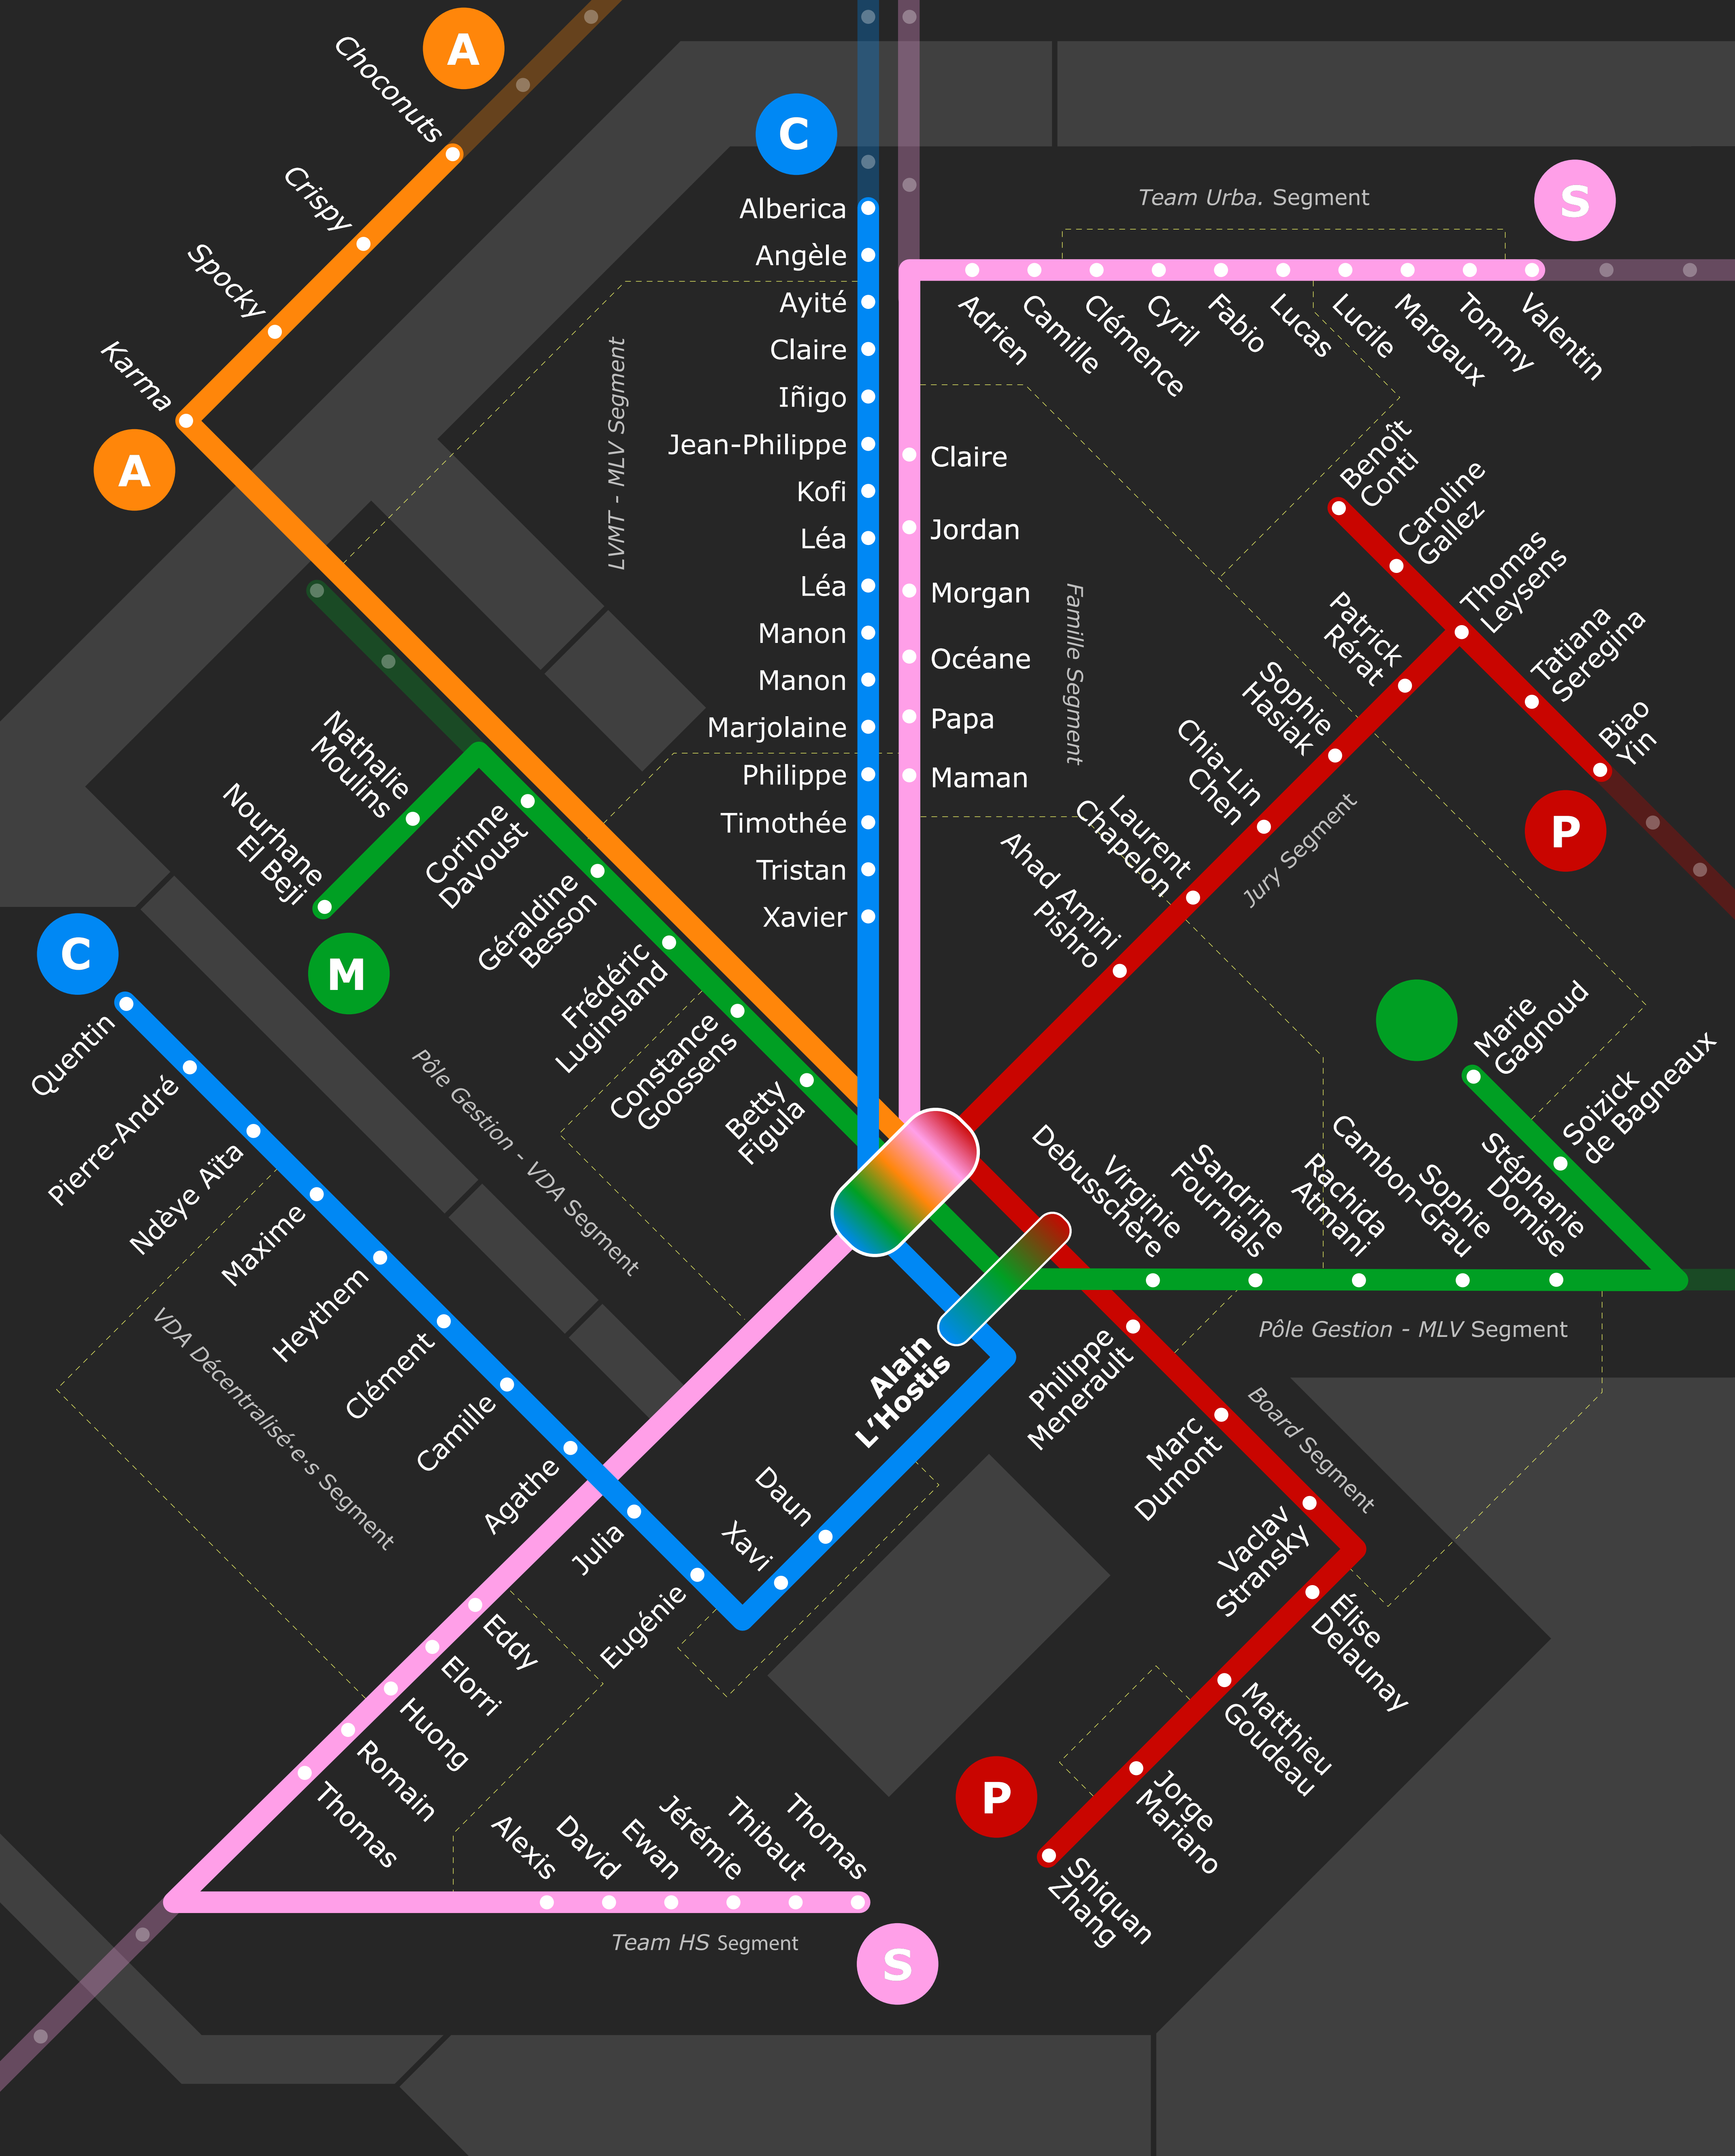 A
Choconuts
Crispy
Spocky
Karma
A
C
Alberica
Angèle
Ayité
Claire
Iñigo
Jean-Philippe
Kofi
Léa
Léa
Manon
Manon
Marjolaine
Philippe
Timothée
Tristan
Xavier
LVMT - MLV Segment
Team Urba. Segment
S
Adrien
Camille
Clémence
Cyril
Fabio
Lucas
Lucile
Margaux
Tommy
Valentin
Claire
Jordan
Morgan
Océane
Papa
Maman
Famille Segment
Benoît
Conti
Caroline
Gallez
Thomas
Leysens
Tatiana
Seregina
Biao
Yin
P
Patrick
Rérat
Sophie
Hasiak
Chia-Lin
Chen
Laurent
Chapelon
Ahad Amini
Pishro
Jury Segment
Nathalie
Moulins
Nourhane
El Beji
M
Corinne
Davoust
Géraldine
Besson
Frédéric
Luginsland
Constance
Goossens
Betty
Figula
Pôle Gestion - VDA Segment
C
Quentin
Pierre-André
Ndèye Aïta
Maxime
Heythem
Clément
Camille
Agathe
Julia
Eugénie
Xavi
Daun
VDA Décentralisé·e·s Segment
Alain
L’Hostis
Marie
Gagnoud
Soizick
de Bagneaux
Stéphanie
Domise
Sophie
Cambon-Grau
Rachida
Atmani
Sandrine
Fournials
Virginie
Debusschère
Pôle Gestion - MLV Segment
Philippe
Menerault
Marc
Dumont
Vaclav
Stransky
Board Segment
Élise
Delaunay
Matthieu
Goudeau
Jorge
Mariano
Shiquan
Zhang
P
Eddy
Elorri
Huong
Romain
Thomas
Alexis
David
Ewan
Jérémie
Thibaut
Thomas
Team HS Segment
S